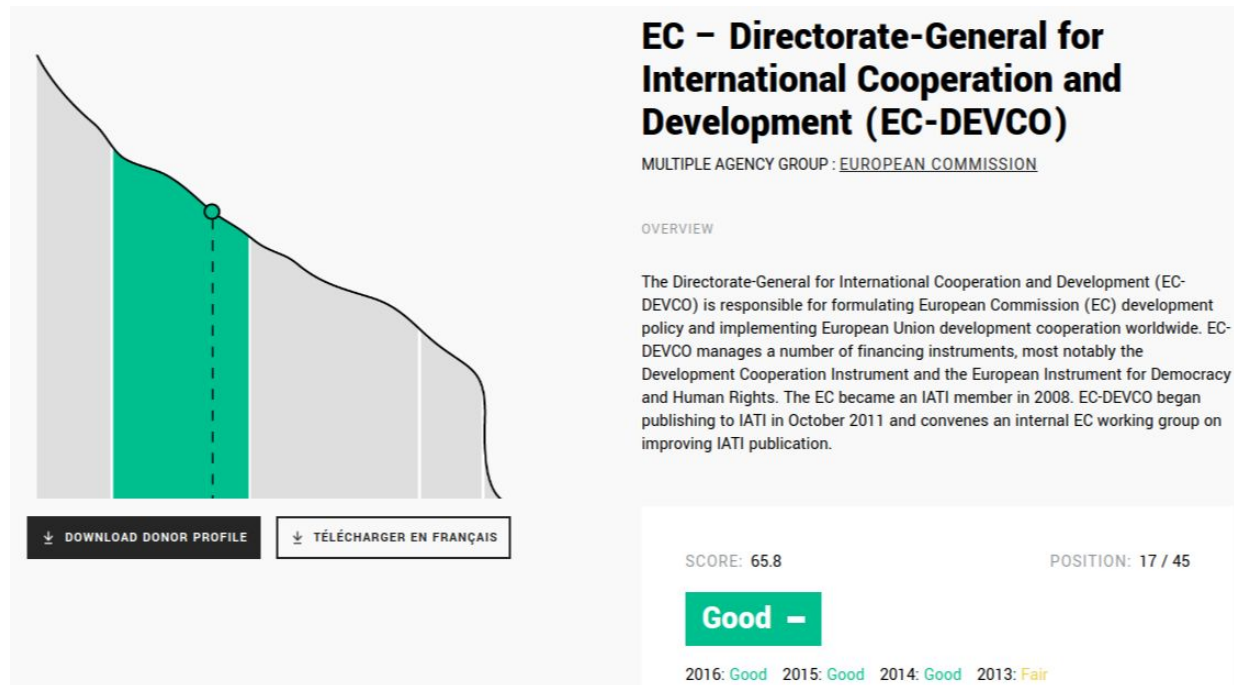 EC – Directorate-General for
International Cooperation and
Development (EC-DEVCO)
MULTIPLE AGENCY GROUP : EUROPEAN COMMISSION
OVERVIEW
The Directorate-General for International Cooperation and Development (EC-
DEVCO) is responsible for formulating European Commission (EC) development
policy and implementing European Union development cooperation worldwide. EC-
DEVCO manages a number of financing instruments, most notably the
Development Cooperation Instrument and the European Instrument for Democracy
and Human Rights. The EC became an IATI member in 2008. EC-DEVCO began
publishing to IATI in October 2011 and convenes an internal EC working group on
improving IATI publication.
DOWNLOAD DONOR PROFILE
TÉLÉCHARGER EN FRANÇAIS
SCORE: 65.8
POSITION: 17 / 45
Good –
2016: Good 2015: Good 2014: Good 2013: Fair